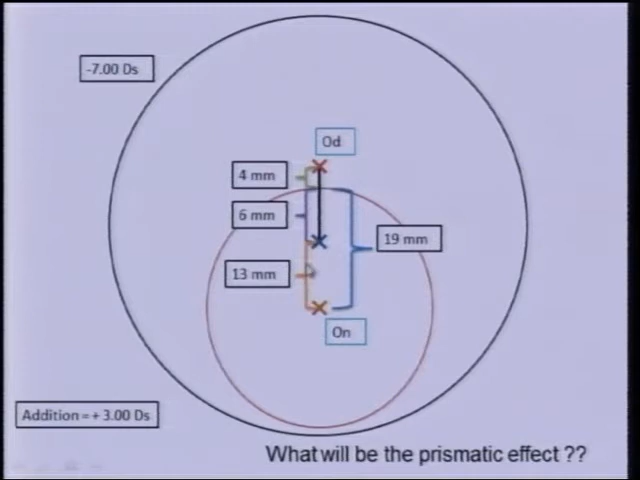 -7.00 Ds
Od
4 mm
6 mm
19 mm
13 mm
On
Addition = + 3.00 Ds
What will be the prismatic effect ??